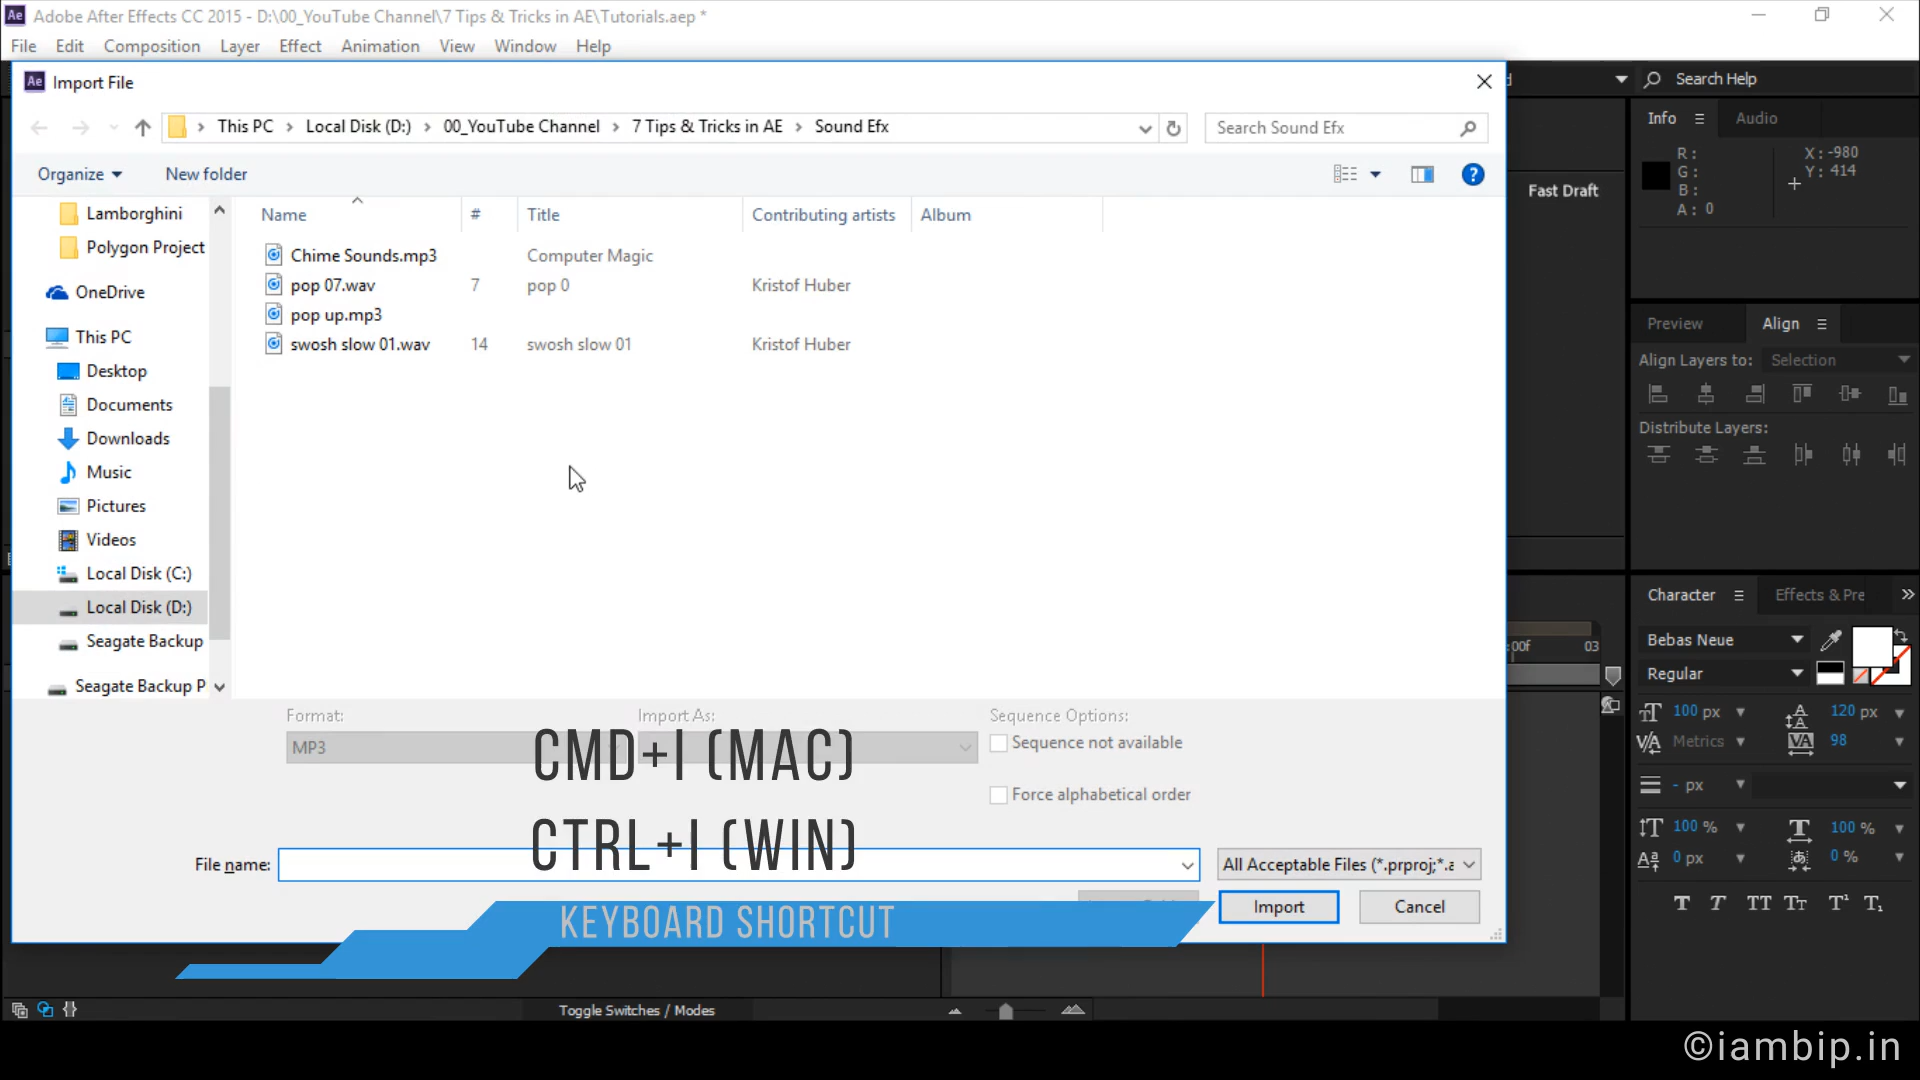 Adobe After Effects CC 2015 - D:\00_YouTube Channel\7 Tips & Tricks in AE\Tutorials.aep *
File Edit Composition Layer Effect Animation View Window Help
Import File
Search Help
This PC Local Disk (D:) 00_YouTube Channel 7 Tips & Tricks in AE Sound Efx
Search Sound Efx
Organize New folder
Lamborghini
Polygon Project
OneDrive
This PC
Desktop
Documents
Downloads
Music
Pictures
Videos
Local Disk (C:)
Local Disk (D:)
Seagate Backup
Seagate Backup P
Name # Title Contributing artists Album
Chime Sounds.mp3 Computer Magic
pop 07.wav 7 pop 0 Kristof Huber
pop up.mp3
swosh slow 01.wav 14 swosh slow 01 Kristof Huber
Format: Import As: Sequence Options:
MP3
Sequence not available
Force alphabetical order
CMD+I (MAC)
CTRL+I (WIN)
File name:
All Acceptable Files (*.prproj;*.a
KEYBOARD SHORTCUT
Import Cancel
Info Audio
R: X: -980
G: Y: 414
B:
A: 0
Fast Draft
Preview Align
Align Layers to: Selection
Distribute Layers:
Character Effects & Pre
Bebas Neue
Regular
:00f 03
100 px 120 px
Metrics 98
- px
100 % 100 %
0 px 0 %
T T TT Tт T¹ T₁
Toggle Switches / Modes
©iambip.in